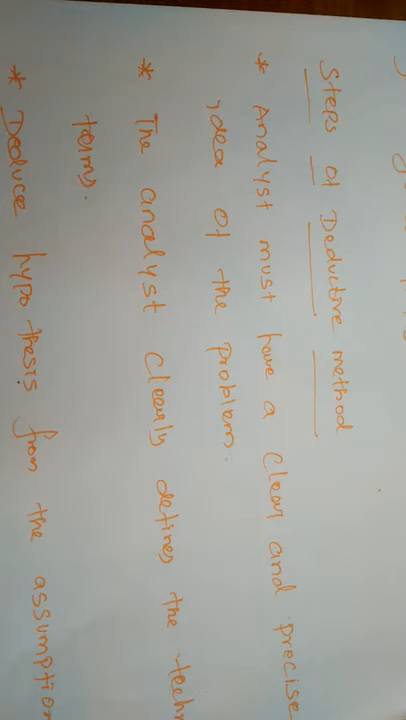 Steps of Deductive method
* Analyst must have a clear and precise
idea of the problem.
* The analyst clearly defines the techn
terms.
* Deduce hypothesis from the assumption